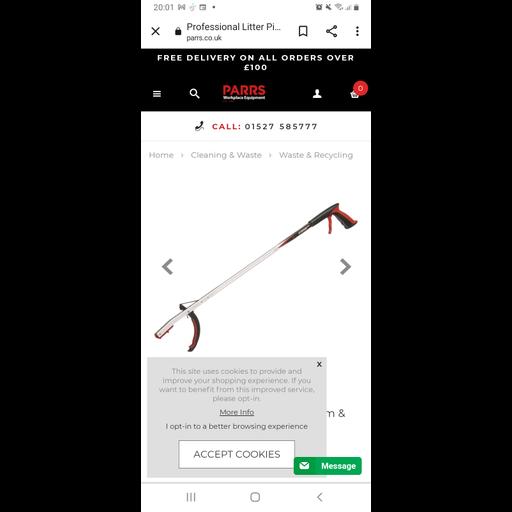 20:01
Professional Litter Pi...
parrs.co.uk
FREE DELIVERY ON ALL ORDERS OVER
£100
PARRS
Workplace Equipment
0
CALL: 01527 585777
Home › Cleaning & Waste › Waste & Recycling
x
This site uses cookies to provide and
improve your shopping experience. If you
want to benefit from this improved service,
please opt-in.
More Info
m &
I opt-in to a better browsing experience
ACCEPT COOKIES
Message